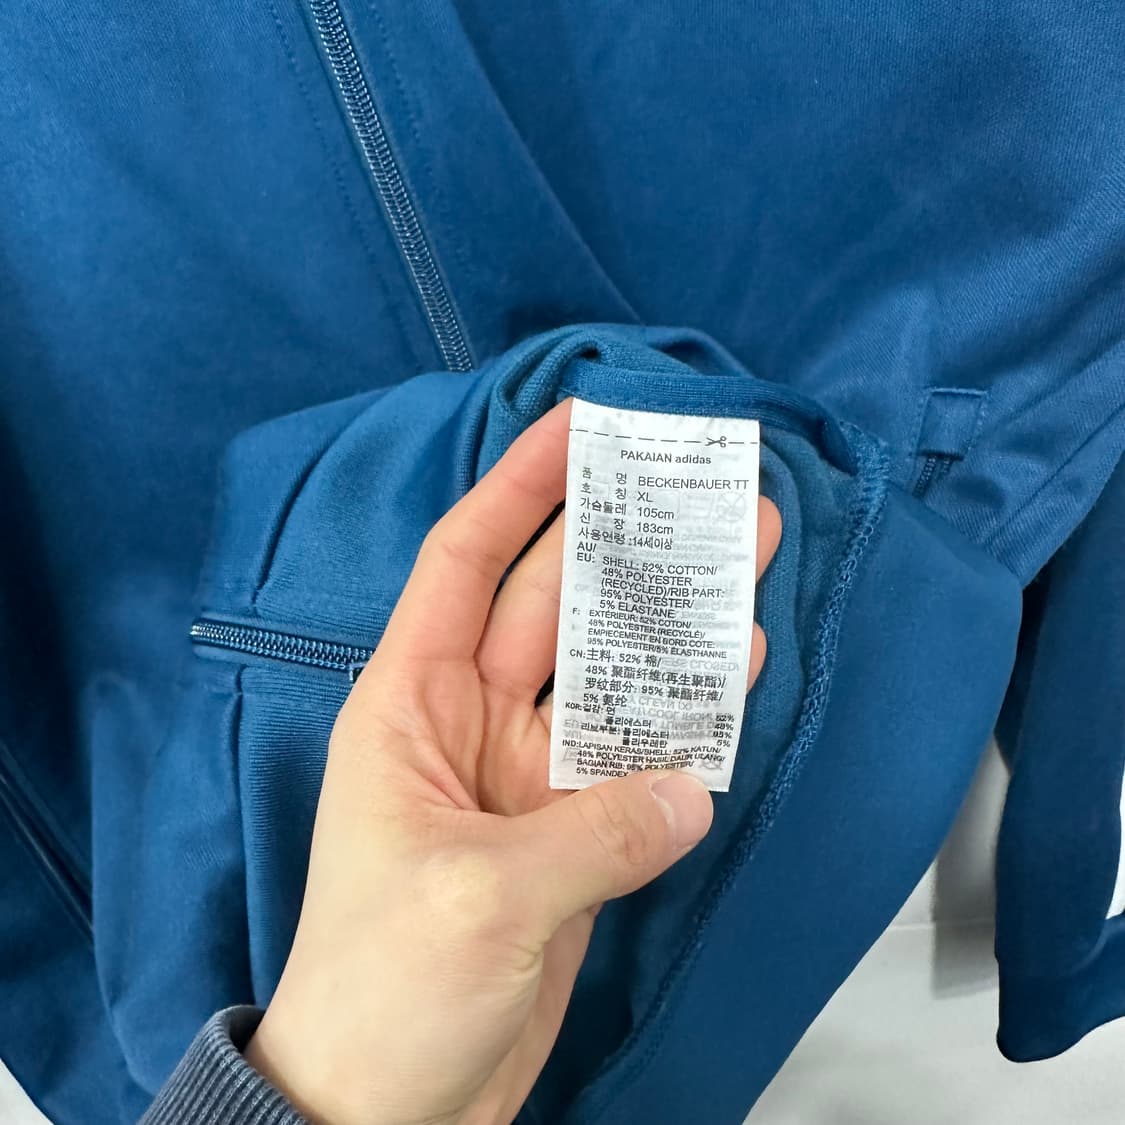 PAKAIAN adidas
품 명 BECKENBAUER TT
호 칭 XL
가슴둘레 105cm
신 장 183cm
사용연령 :14세이상
AU/
EU: SHELL: 52% COTTON/
48% POLYESTER
(RECYCLED)/RIB PART:
95% POLYESTER/
5% ELASTANE
F: EXTÉRIEUR: 52% COTON/
48% POLYESTER (RECYCLÉ)/
EMPIECEMENT EN BORD COTE:
95% POLYESTER/5% ÉLASTHANNE
CN:主料: 52% 棉/
48% 聚酯纤维(再生聚酯)/
罗纹部分: 95% 聚酯纤维/
5% 氨纶
KOR:겉감: 면 52%
폴리에스터 48%
리브부분: 폴리에스터 95%
폴리우레탄 5%
IND:LAPISAN KERAS/SHELL: 52% KATUN/
48% POLYESTER HASIL DAUR ULANG/
BAGIAN RIB: 95% POLYESTER/
5% SPANDEX